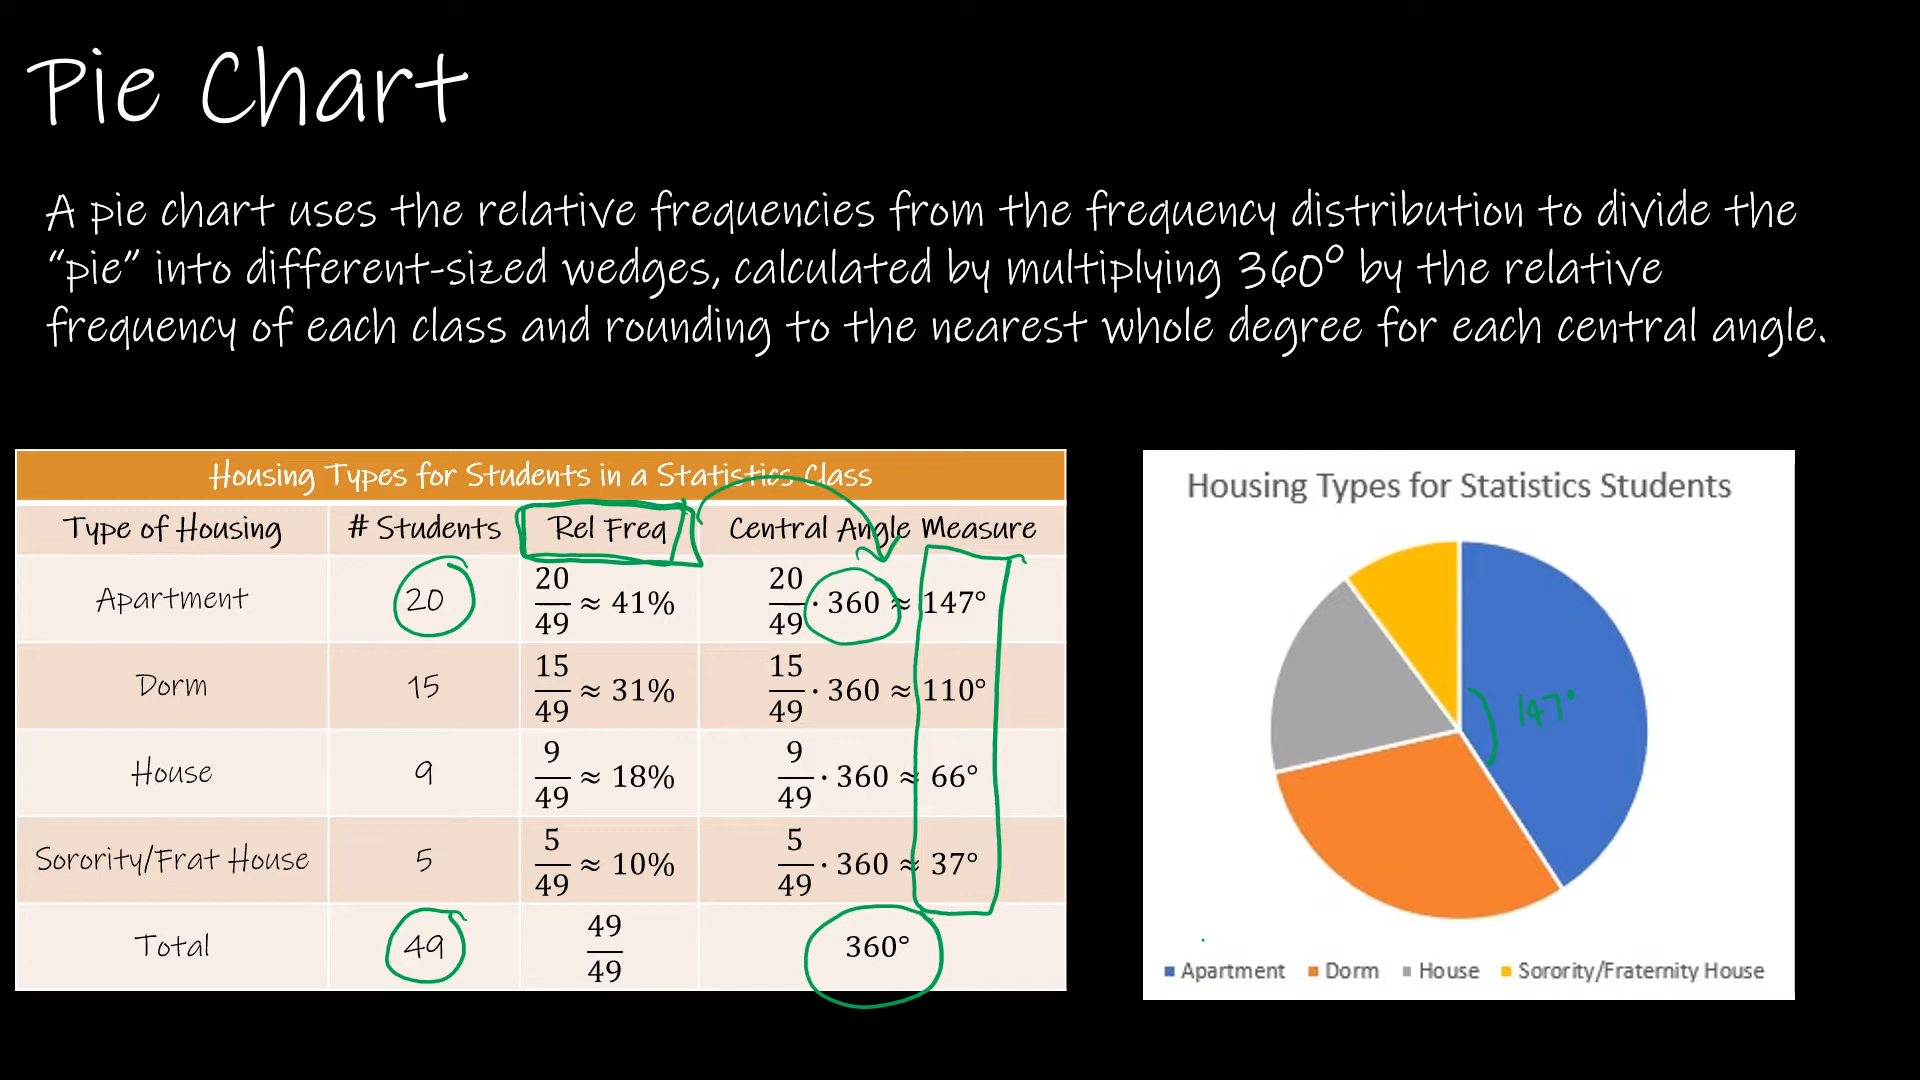 Pie Chart
A pie chart uses the relative frequencies from the frequency distribution to divide the
“pie” into different-sized wedges, calculated by multiplying 360° by the relative
frequency of each class and rounding to the nearest whole degree for each central angle.
Housing Types for Students in a Statistics Class
Type of Housing # Students Rel Freq Central Angle Measure
Apartment 20 20/49 ≈ 41% 20/49 · 360 ≈ 147°
Dorm 15 15/49 ≈ 31% 15/49 · 360 ≈ 110°
House 9 9/49 ≈ 18% 9/49 · 360 ≈ 66°
Sorority/Frat House 5 5/49 ≈ 10% 5/49 · 360 ≈ 37°
Total 49 49/49 360°
Housing Types for Statistics Students
147°
Apartment Dorm House Sorority/Fraternity House